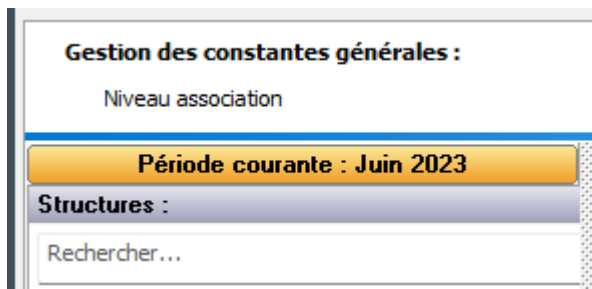 Gestion des constantes générales :
Niveau association
Période courante : Juin 2023
Structures :
Rechercher...